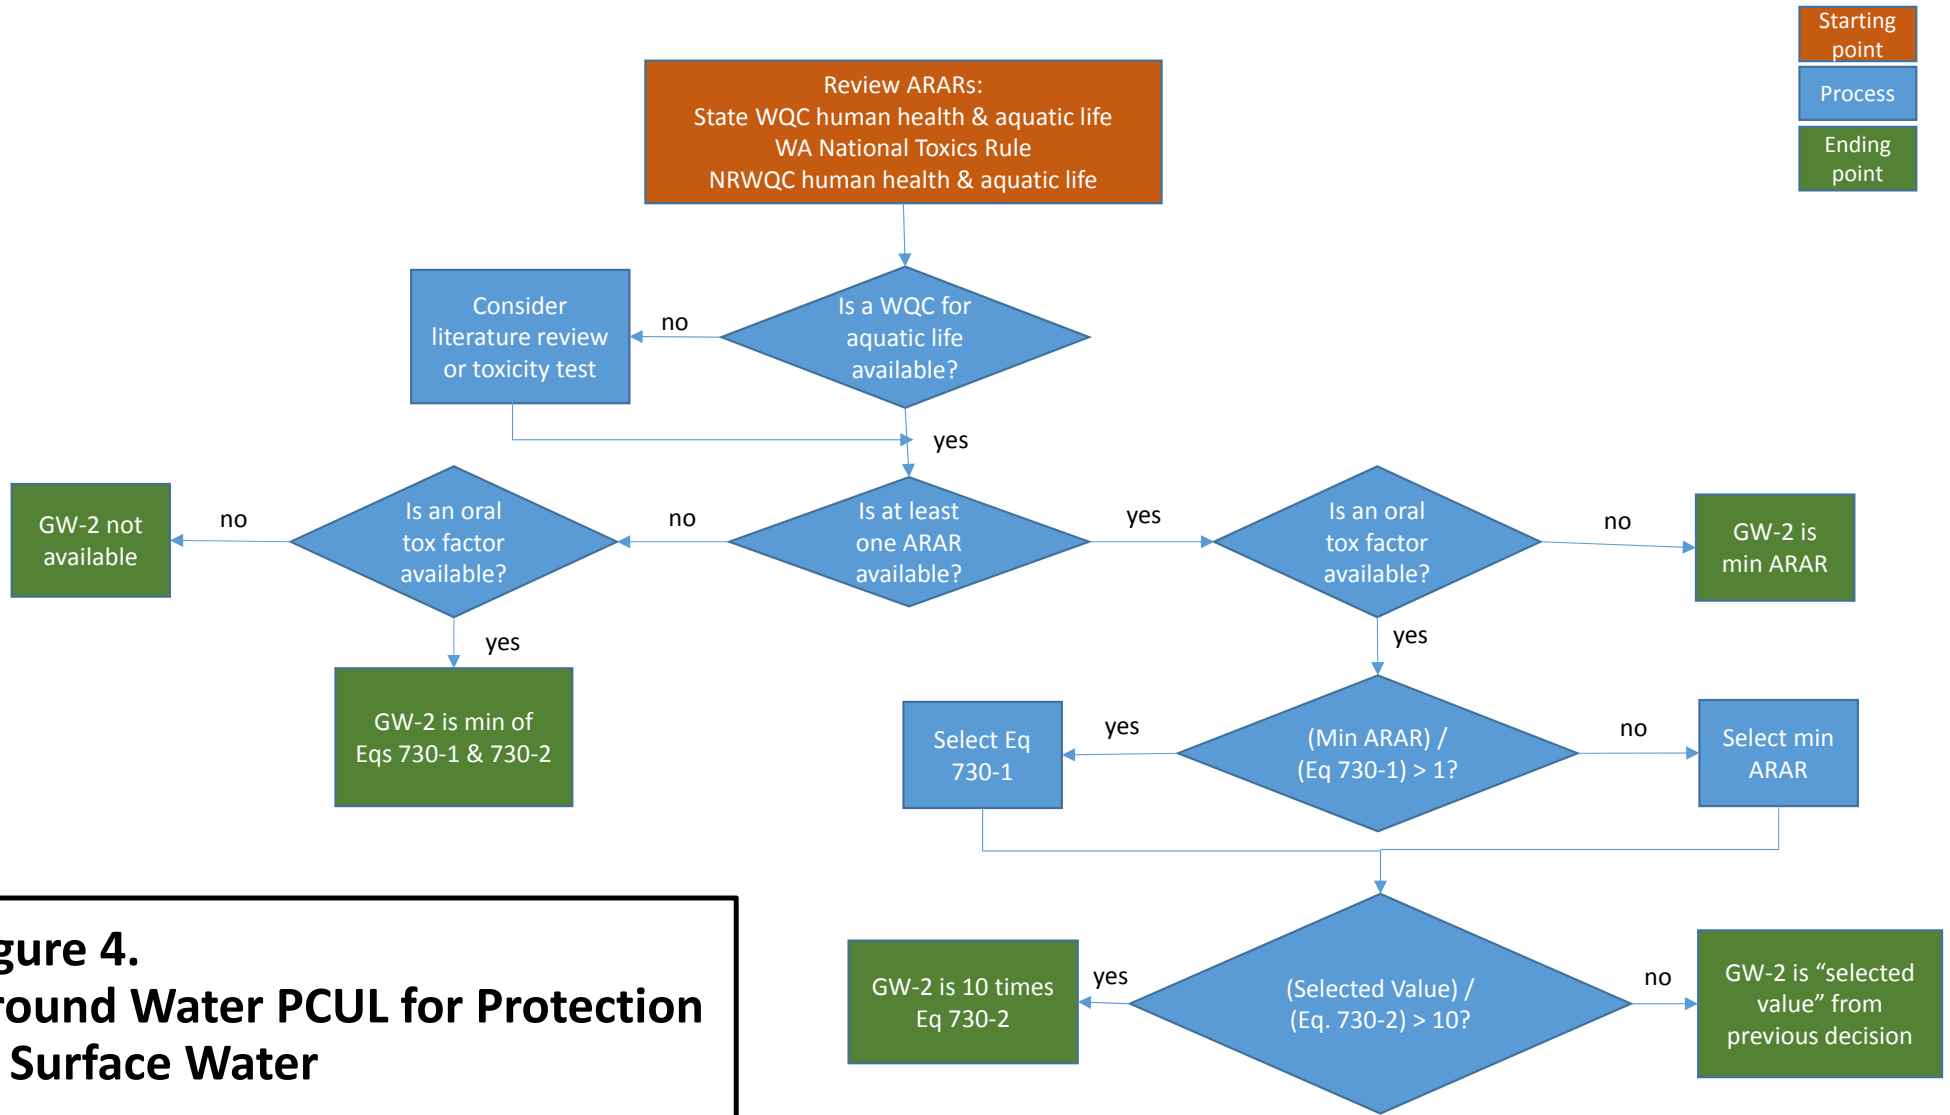 Starting
point
Process
Ending
point
Review ARARs:
State WQC human health & aquatic life
WA National Toxics Rule
NRWQC human health & aquatic life
Is a WQC for
aquatic life
available?
no
Consider
literature review
or toxicity test
yes
Is at least
one ARAR
available?
no
Is an oral
tox factor
available?
no
GW-2 not
available
yes
GW-2 is min of
Eqs 730-1 & 730-2
yes
Is an oral
tox factor
available?
no
GW-2 is
min ARAR
yes
(Min ARAR) /
(Eq 730-1) > 1?
yes
Select Eq
730-1
no
Select min
ARAR
(Selected Value) /
(Eq. 730-2) > 10?
yes
GW-2 is 10 times
Eq 730-2
no
GW-2 is “selected
value” from
previous decision
gure 4.
round Water PCUL for Protection
Surface Water